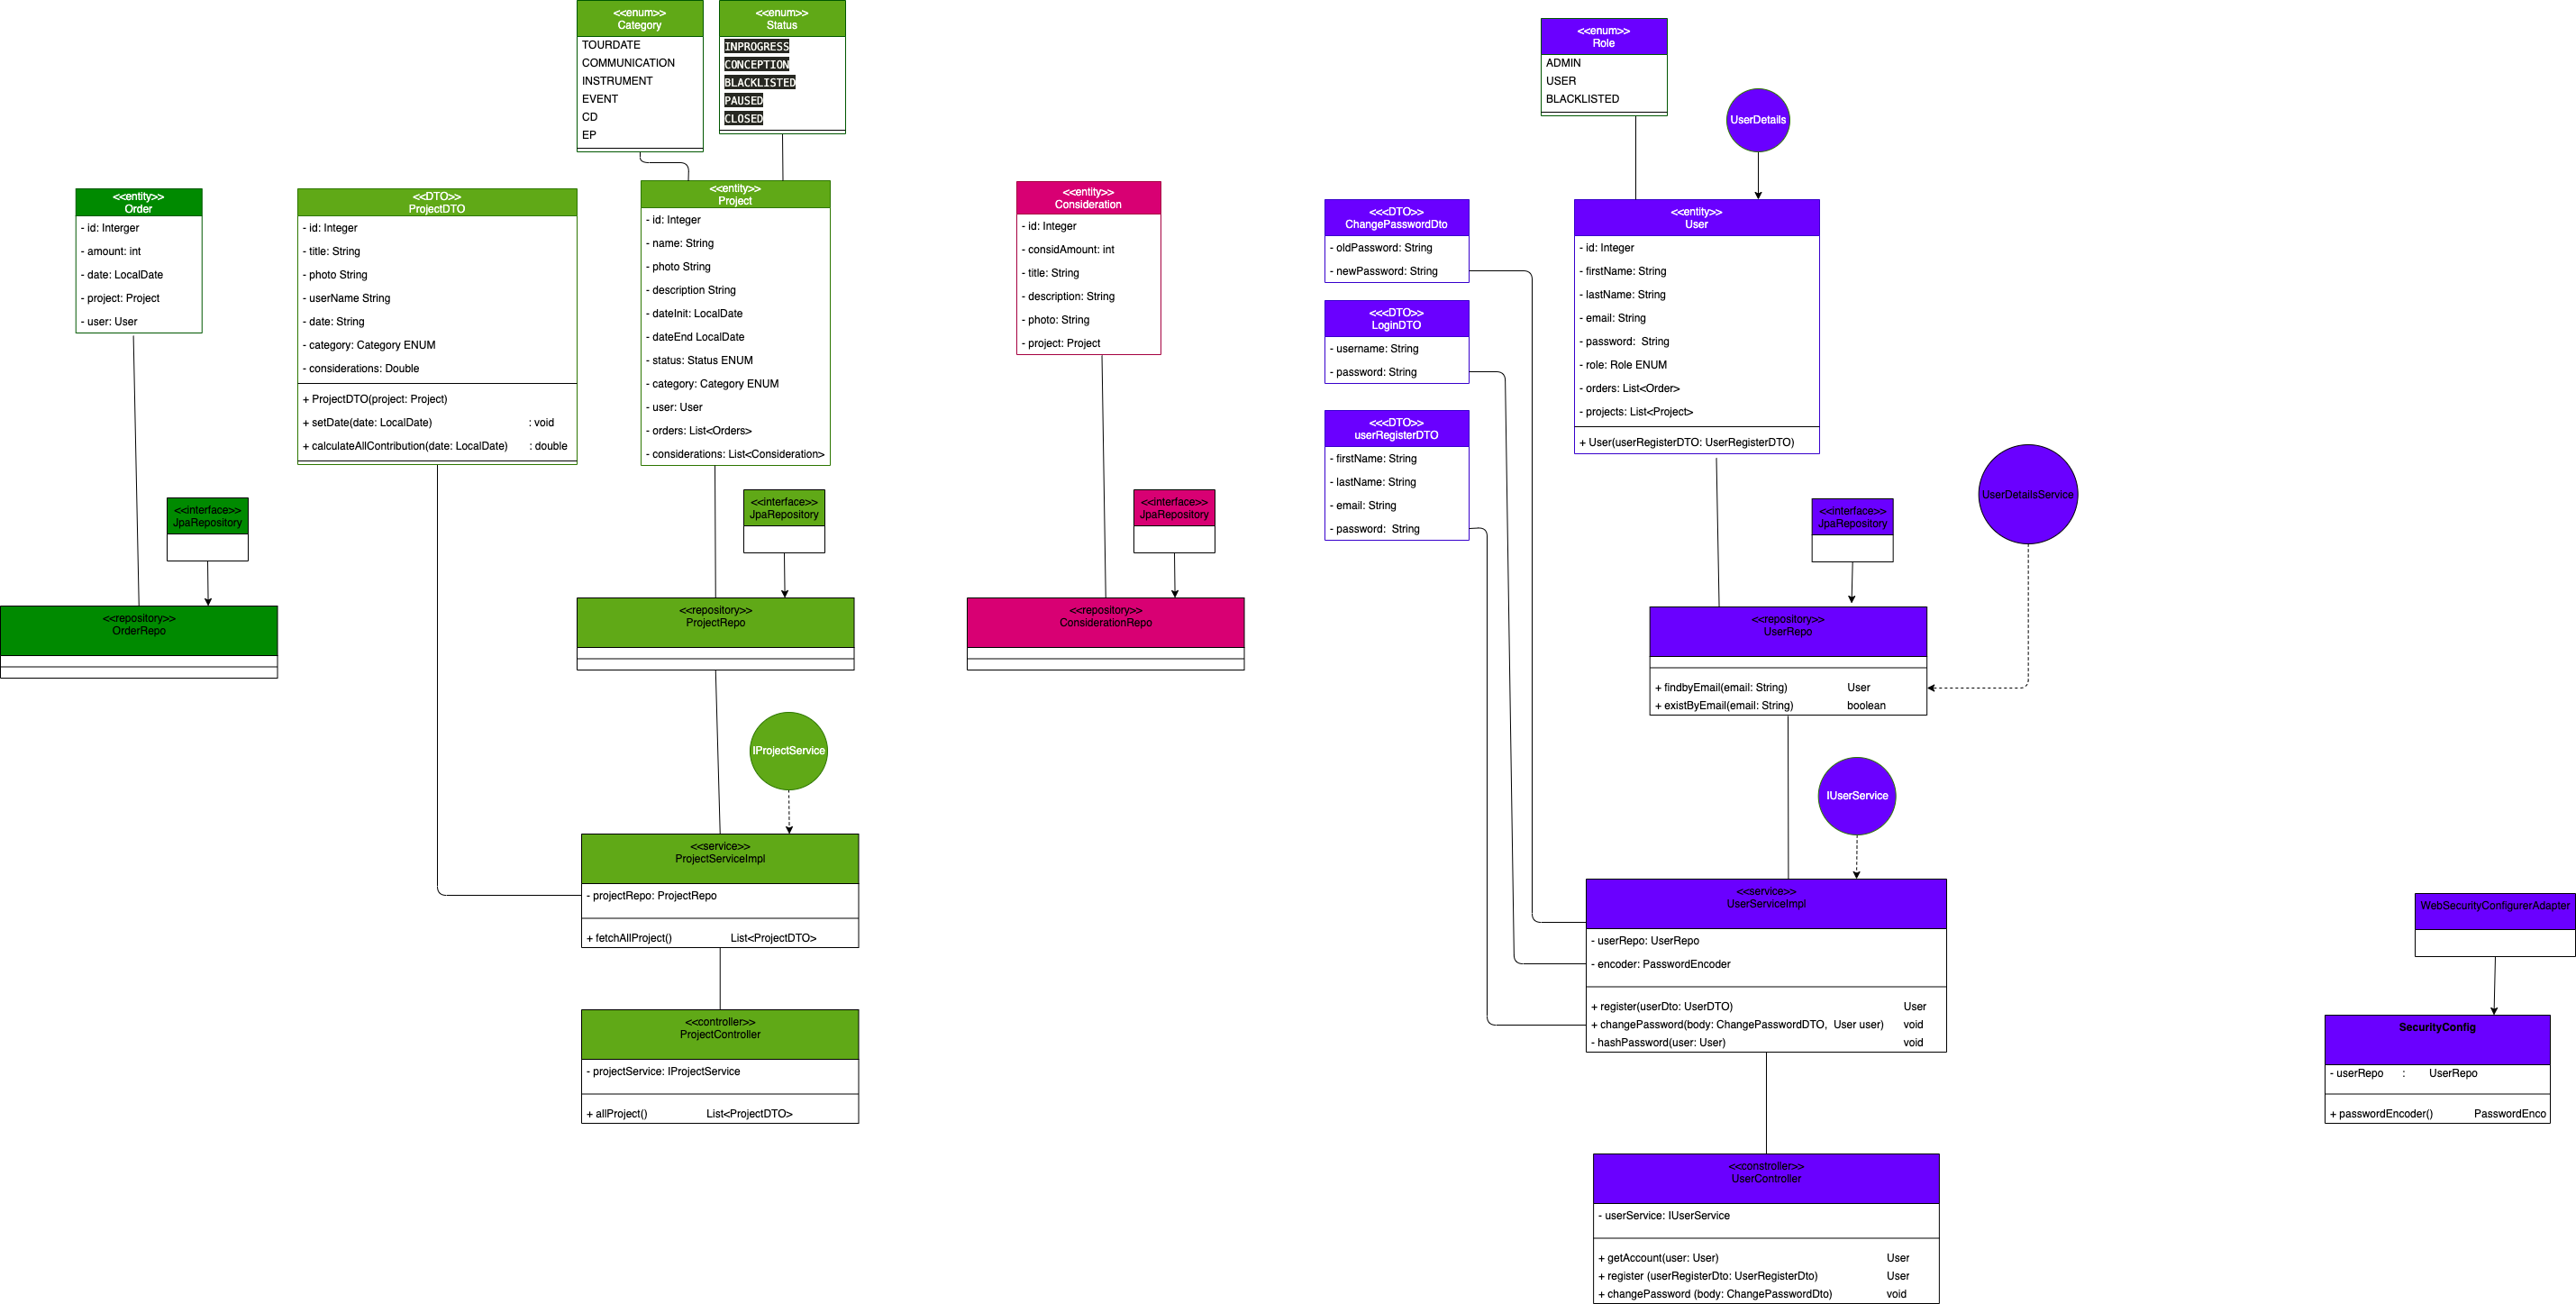 <<enum>>
Category
TOURDATE
COMMUNICATION
INSTRUMENT
EVENT
CD
EP
<<enum>>
Status
INPROGRESS
CONCEPTION
BLACKLISTED
PAUSED
CLOSED
<<enum>>
Role
ADMIN
USER
BLACKLISTED
UserDetails
<<entity>>
Order
- id: Interger
- amount: int
- date: LocalDate
- project: Project
- user: User
<<DTO>>
ProjectDTO
- id: Integer
- title: String
- photo String
- userName String
- date: String
- category: Category ENUM
- considerations: Double
+ ProjectDTO(project: Project)
+ setDate(date: LocalDate) : void
+ calculateAllContribution(date: LocalDate) : double
<<entity>>
Project
- id: Integer
- name: String
- photo String
- description String
- dateInit: LocalDate
- dateEnd LocalDate
- status: Status ENUM
- category: Category ENUM
- user: User
- orders: List<Orders>
- considerations: List<Consideration>
<<entity>>
Consideration
- id: Integer
- considAmount: int
- title: String
- description: String
- photo: String
- project: Project
<<<DTO>>
ChangePasswordDto
- oldPassword: String
- newPassword: String
<<<DTO>>
LoginDTO
- username: String
- password: String
<<<DTO>>
userRegisterDTO
- firstName: String
- lastName: String
- email: String
- password:  String
<<entity>>
User
- id: Integer
- firstName: String
- lastName: String
- email: String
- password:  String
- role: Role ENUM
- orders: List<Order>
- projects: List<Project>
+ User(userRegisterDTO: UserRegisterDTO)
<<interface>>
JpaRepository
<<interface>>
JpaRepository
<<interface>>
JpaRepository
<<interface>>
JpaRepository
UserDetailsService
<<repository>>
OrderRepo
<<repository>>
ProjectRepo
<<repository>>
ConsiderationRepo
<<repository>>
UserRepo
+ findbyEmail(email: String) User
+ existByEmail(email: String) boolean
IProjectService
IUserService
<<service>>
ProjectServiceImpl
- projectRepo: ProjectRepo
+ fetchAllProject() List<ProjectDTO>
<<service>>
UserServiceImpl
- userRepo: UserRepo
- encoder: PasswordEncoder
+ register(userDto: UserDTO) User
+ changePassword(body: ChangePasswordDTO,  User user) void
- hashPassword(user: User) void
<<controller>>
ProjectController
- projectService: IProjectService
+ allProject() List<ProjectDTO>
WebSecurityConfigurerAdapter
SecurityConfig
- userRepo : UserRepo
+ passwordEncoder() PasswordEnco
<<constroller>>
UserController
- userService: IUserService
+ getAccount(user: User) User
+ register (userRegisterDto: UserRegisterDto) User
+ changePassword (body: ChangePasswordDto) void